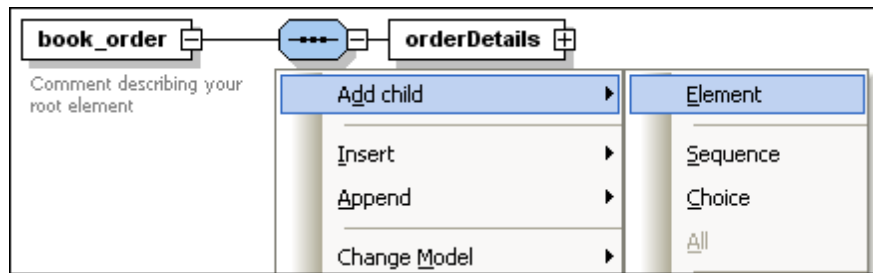 book_order orderDetails
Comment describing your
root element
Add child
Element
Insert
Sequence
Append
Choice
All
Change Model